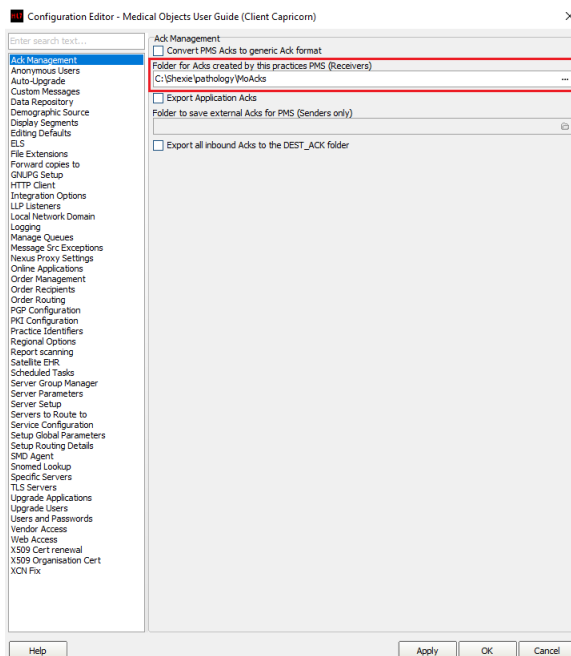 Configuration Editor - Medical Objects User Guide (Client Capricorn)
Enter search text...
Ack Management
Anonymous Users
Auto-Upgrade
Custom Messages
Data Repository
Demographic Source
Display Segments
Editing Defaults
ELS
File Extensions
Forward copies to
GNUPG Setup
HTTP Client
Integration Options
LLP Listeners
Local Network Domain
Logging
Manage Queues
Message Src Exceptions
Nexus Proxy Settings
Online Applications
Order Management
Order Recipients
Order Routing
PGP Configuration
PKI Configuration
Practice Identifiers
Regional Options
Report scanning
Satellite EHR
Scheduled Tasks
Server Group Manager
Server Parameters
Server Setup
Servers to Route to
Service Configuration
Setup Global Parameters
Setup Routing Details
SMD Agent
Snomed Lookup
Specific Servers
TLS Servers
Upgrade Applications
Upgrade Users
Users and Passwords
Vendor Access
Web Access
X509 Cert renewal
X509 Organisation Cert
XCN Fix
Ack Management
Convert PMS Acks to generic Ack format
Folder for Acks created by this practices PMS (Receivers)
C:\Shexie\pathology\MoAcks ...
Export Application Acks
Folder to save external Acks for PMS (Senders only)
Export all inbound Acks to the DEST_ACK folder
Help
Apply
OK
Cancel